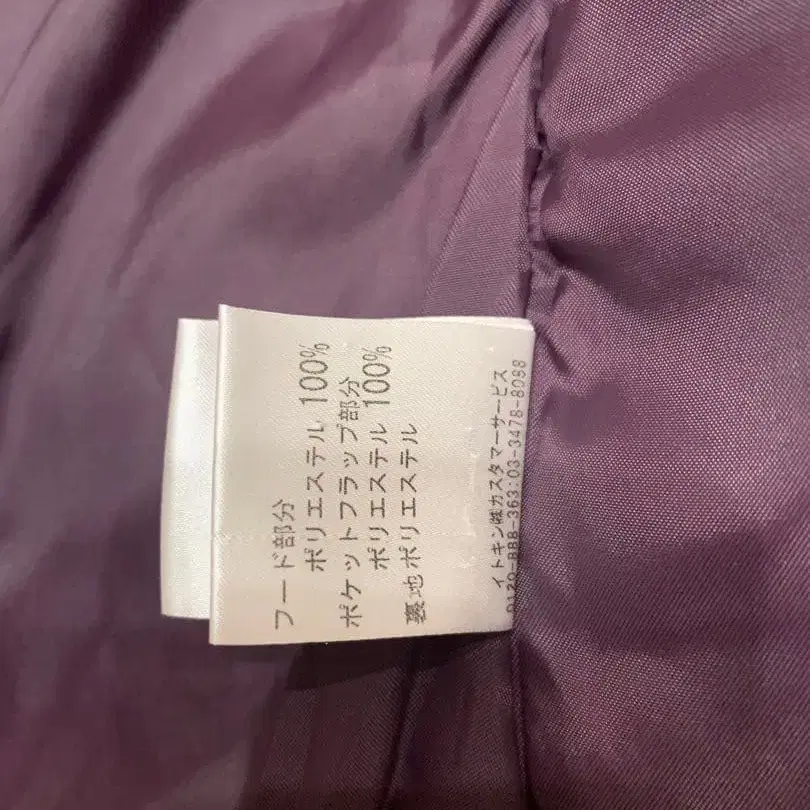 フード部分
ポリエステル 100%
ポケットフラップ部分
ポリエステル 100%
裏地ポリエステル
イトキン㈱カスタマーサービス
0120-888-363:03-3478-8088